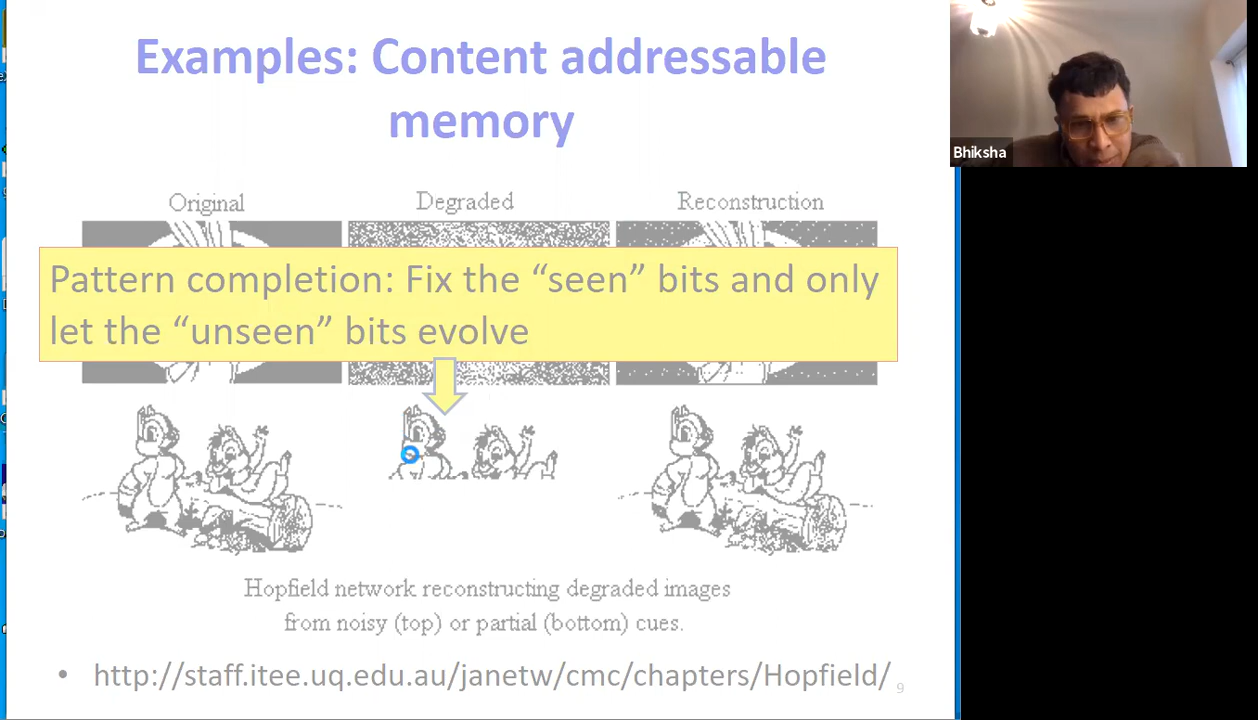 Examples: Content addressable
memory
Bhiksha
Original Degraded Reconstruction
Pattern completion: Fix the “seen” bits and only
let the “unseen” bits evolve
Hopfield network reconstructing degraded images
from noisy (top) or partial (bottom) cues.
• http://staff.itee.uq.edu.au/janetw/cmc/chapters/Hopfield/
9